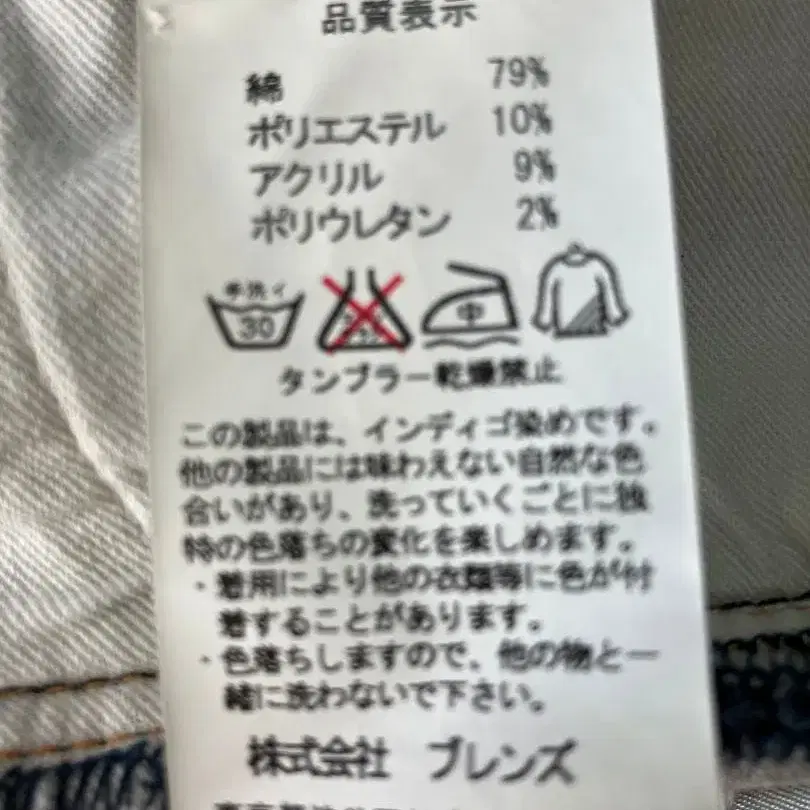 品質表示
綿 79%
ポリエステル 10%
アクリル 9%
ポリウレタン 2%
手洗イ 30 中
タンブラー乾燥禁止
この製品は、インディゴ染めです。
他の製品には味わえない自然な色
合いがあり、洗っていくごとに独
特の色落ちの変化を楽しめます。
・着用により他の衣類等に色が付
着することがあります。
・色落ちしますので、他の物と一
緒に洗わないで下さい。
株式会社 ブレンズ